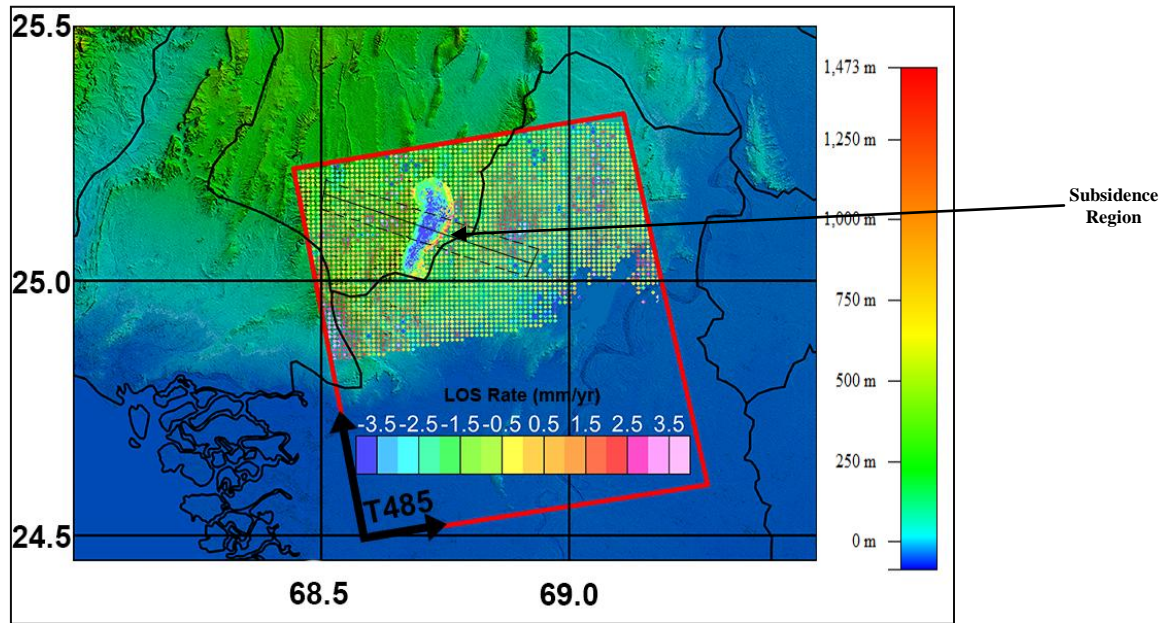 25.5
25.0
24.5
68.5
69.0
LOS Rate (mm/yr)
-3.5 -2.5 -1.5 -0.5 0.5 1.5 2.5 3.5
T485
1,473 m
1,250 m
1,000 m
750 m
500 m
250 m
0 m
Subsidence
Region